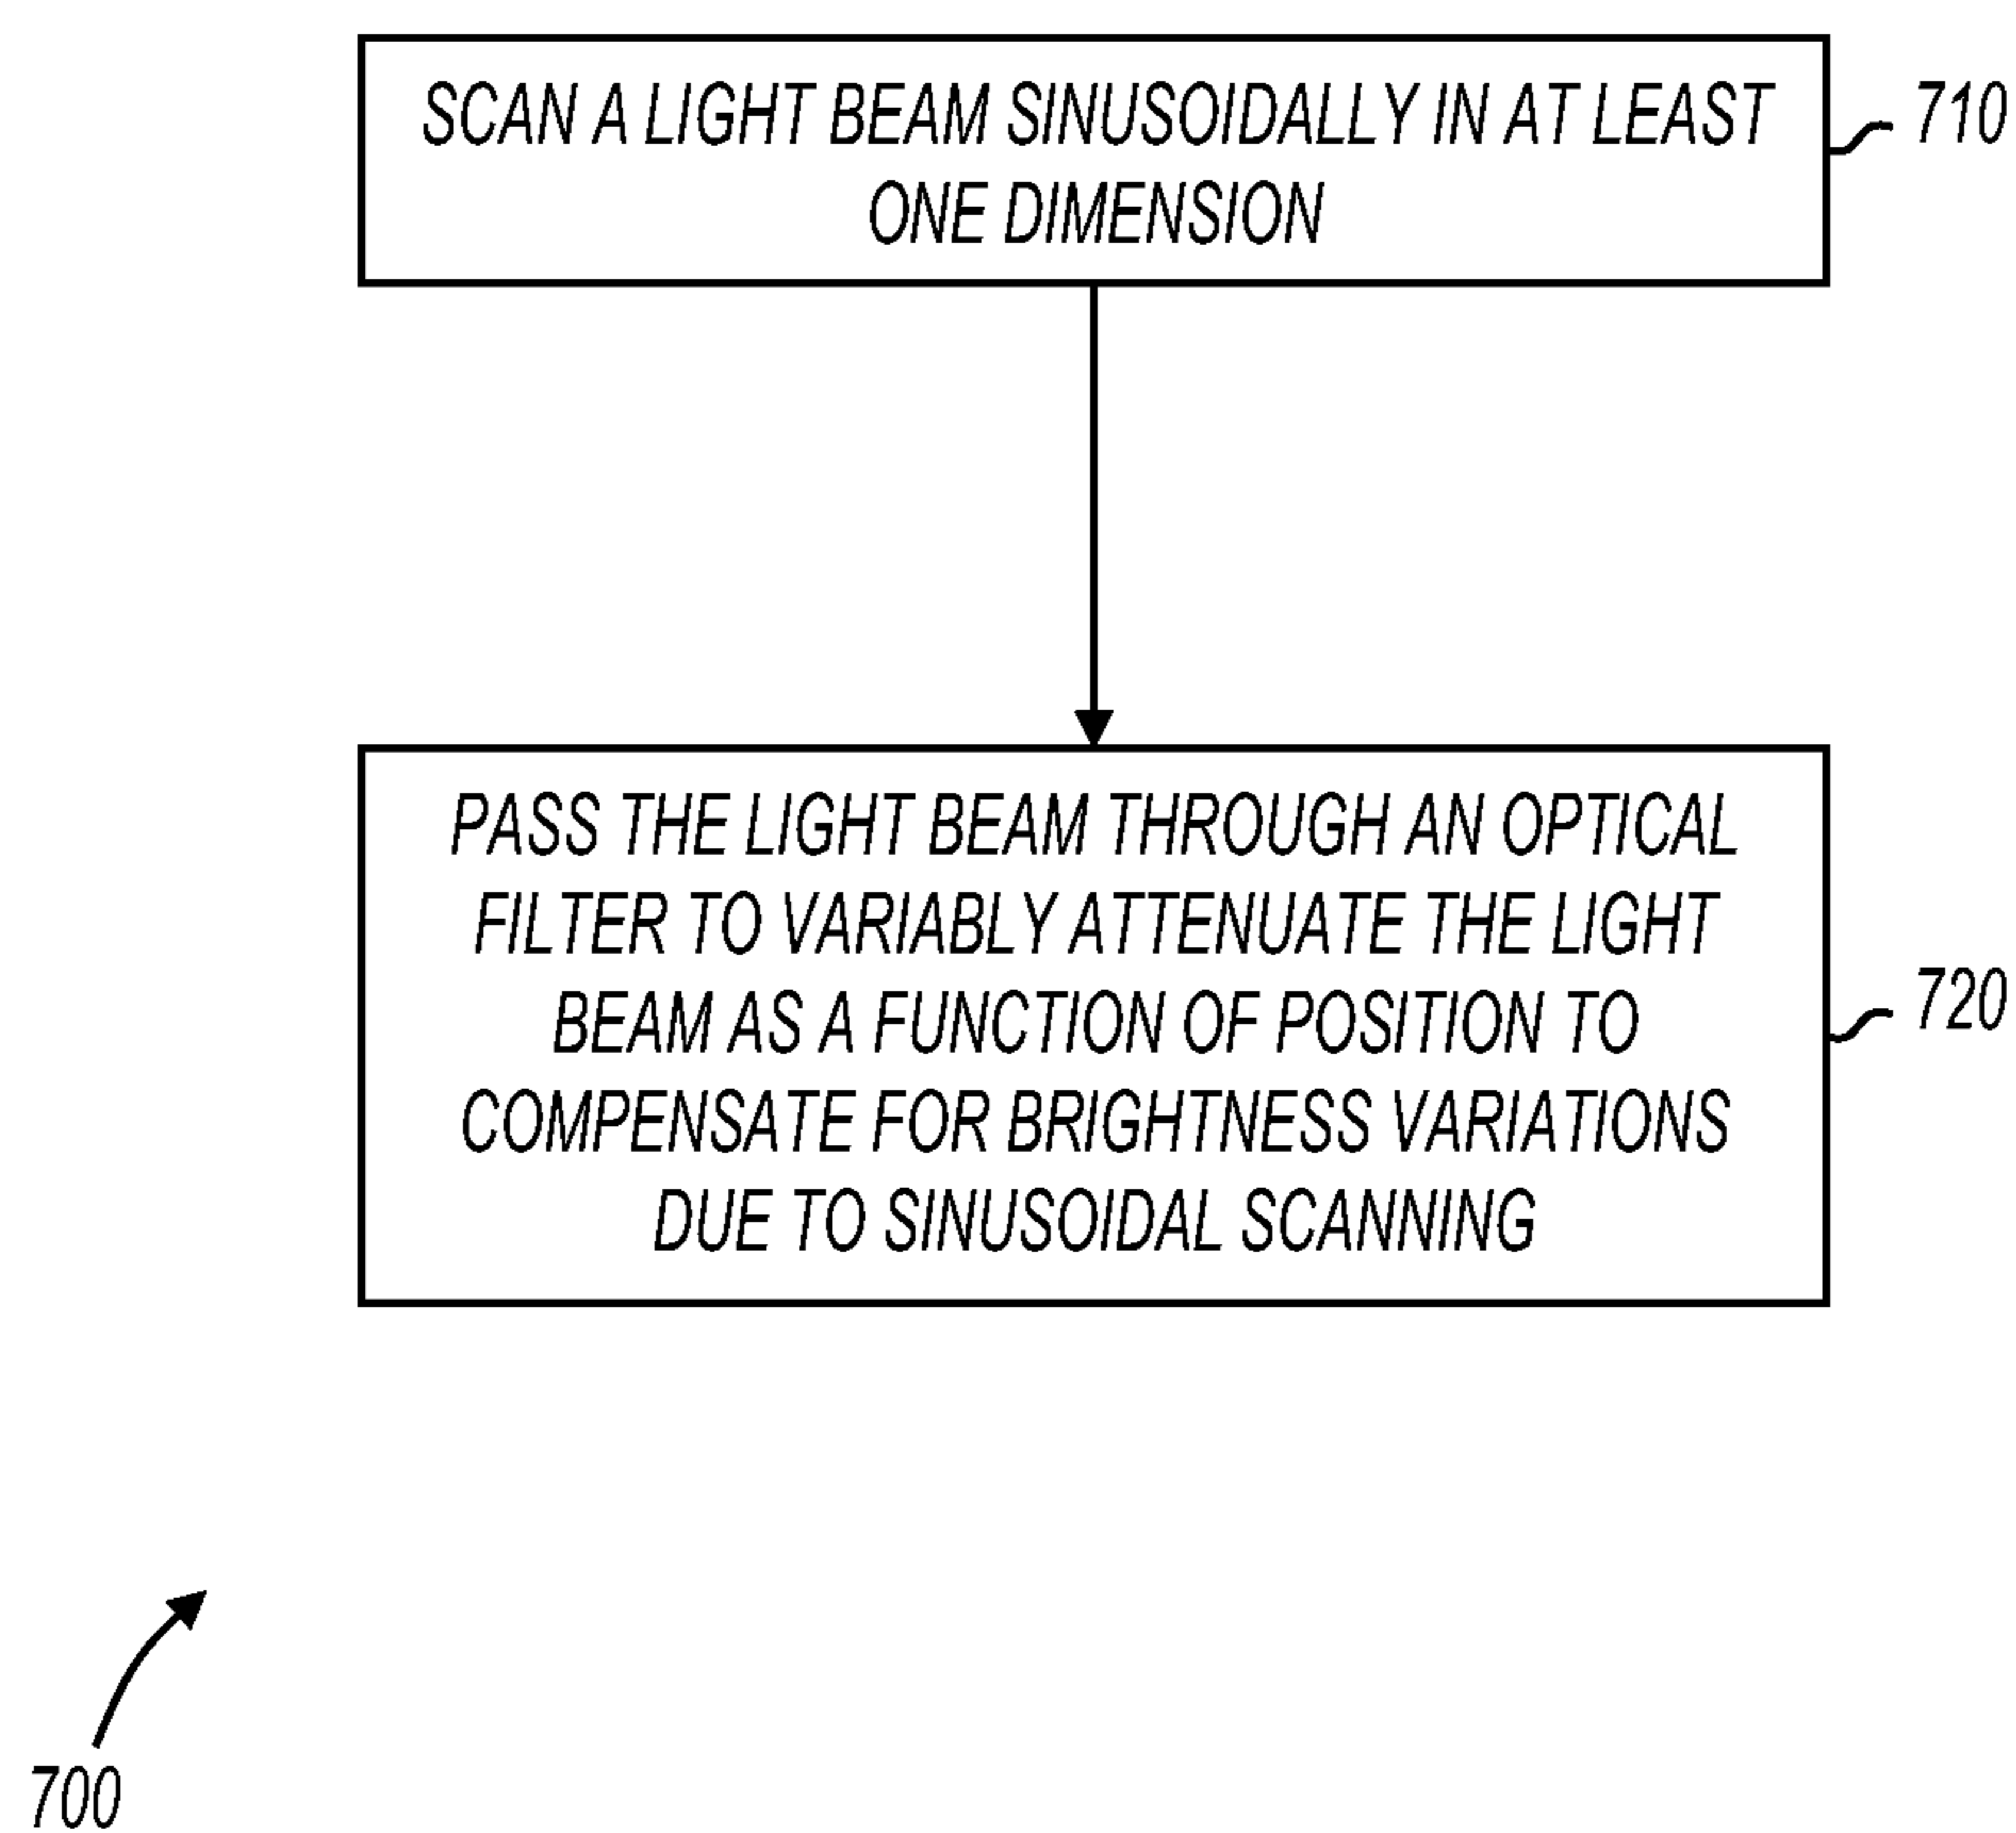 SCAN A LIGHT BEAM SINUSOIDALLY IN AT LEAST
ONE DIMENSION
710
PASS THE LIGHT BEAM THROUGH AN OPTICAL
FILTER TO VARIABLY ATTENUATE THE LIGHT
BEAM AS A FUNCTION OF POSITION TO
COMPENSATE FOR BRIGHTNESS VARIATIONS
DUE TO SINUSOIDAL SCANNING
720
700